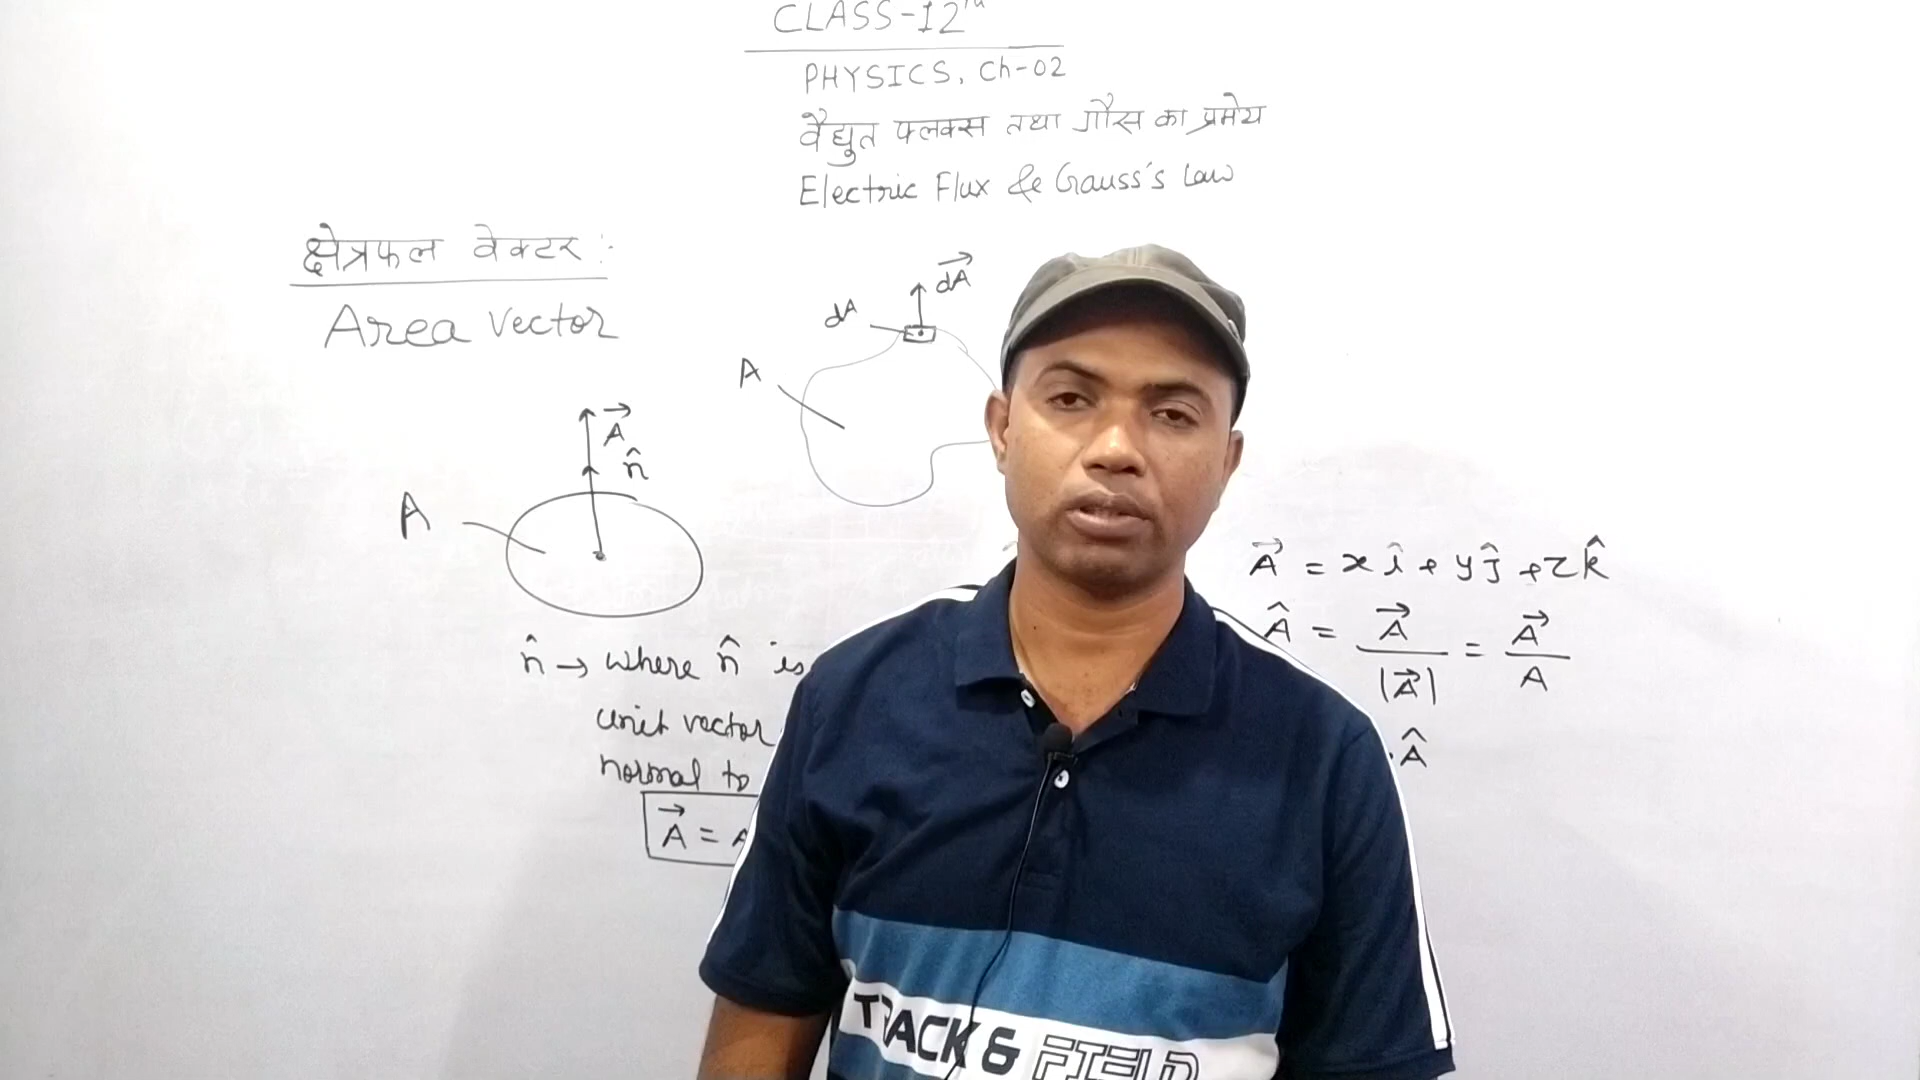 CLASS-12th
PHYSICS, Ch-02
वैद्युत फ्लक्स तथा गौस का प्रमेय
Electric Flux & Gauss's Law
क्षेत्रफल वेक्टर :-
Area Vector
dA
dA⃗
A
A⃗
n̂
A
n̂ → where n̂ is
unit vector
normal to
A⃗ = A
A⃗ = xî + yĵ + zk̂
Â = A⃗ / |A⃗| = A⃗ / A
.Â
TRACK & FIELD